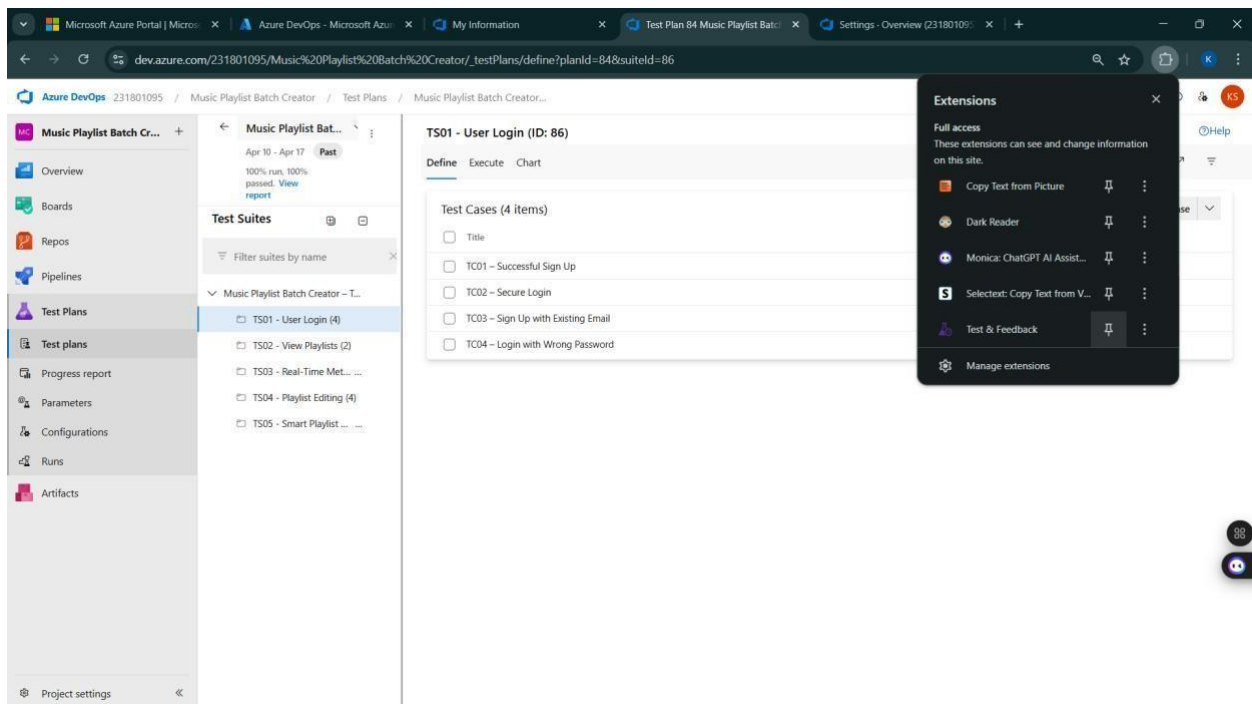 Microsoft Azure Portal | Micros
Azure DevOps - Microsoft Azur
My Information
Test Plan 84 Music Playlist Batc
Settings - Overview (231801095
dev.azure.com/231801095/Music%20Playlist%20Batch%20Creator/_testPlans/define?planId=84&suiteId=86
K
Azure DevOps 231801095 / Music Playlist Batch Creator / Test Plans / Music Playlist Batch Creator...
KS
MC Music Playlist Batch Cr... +
Overview
Boards
Repos
Pipelines
Test Plans
Test plans
Progress report
Parameters
Configurations
Runs
Artifacts
Project settings
Music Playlist Bat...
Apr 10 - Apr 17 Past
100% run, 100%
passed. View
report
Test Suites
Filter suites by name
Music Playlist Batch Creator – T...
TS01 - User Login (4)
TS02 - View Playlists (2)
TS03 - Real-Time Met... ...
TS04 - Playlist Editing (4)
TS05 - Smart Playlist ... ...
TS01 - User Login (ID: 86)
Define Execute Chart
Test Cases (4 items)
Title
TC01 – Successful Sign Up
TC02 – Secure Login
TC03 – Sign Up with Existing Email
TC04 – Login with Wrong Password
Help
Extensions
Full access
These extensions can see and change information
on this site.
Copy Text from Picture
Dark Reader
Monica: ChatGPT AI Assist...
S Selectext: Copy Text from V...
Test & Feedback
Manage extensions